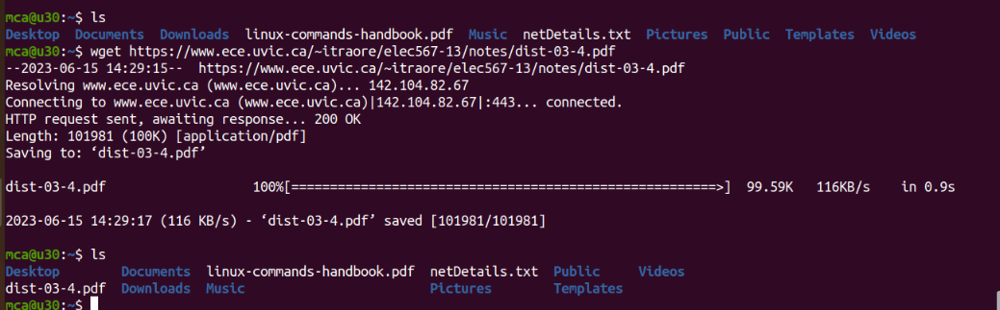 mca@u30:~$ ls
Desktop Documents Downloads linux-commands-handbook.pdf Music netDetails.txt Pictures Public Templates Videos
mca@u30:~$ wget https://www.ece.uvic.ca/~itraore/elec567-13/notes/dist-03-4.pdf
--2023-06-15 14:29:15-- https://www.ece.uvic.ca/~itraore/elec567-13/notes/dist-03-4.pdf
Resolving www.ece.uvic.ca (www.ece.uvic.ca)... 142.104.82.67
Connecting to www.ece.uvic.ca (www.ece.uvic.ca)|142.104.82.67|:443... connected.
HTTP request sent, awaiting response... 200 OK
Length: 101981 (100K) [application/pdf]
Saving to: ‘dist-03-4.pdf’
dist-03-4.pdf 100%[=======================================================>] 99.59K 116KB/s in 0.9s
2023-06-15 14:29:17 (116 KB/s) - ‘dist-03-4.pdf’ saved [101981/101981]
mca@u30:~$ ls
Desktop Documents linux-commands-handbook.pdf netDetails.txt Public Videos
dist-03-4.pdf Downloads Music Pictures Templates
mca@u30:~$